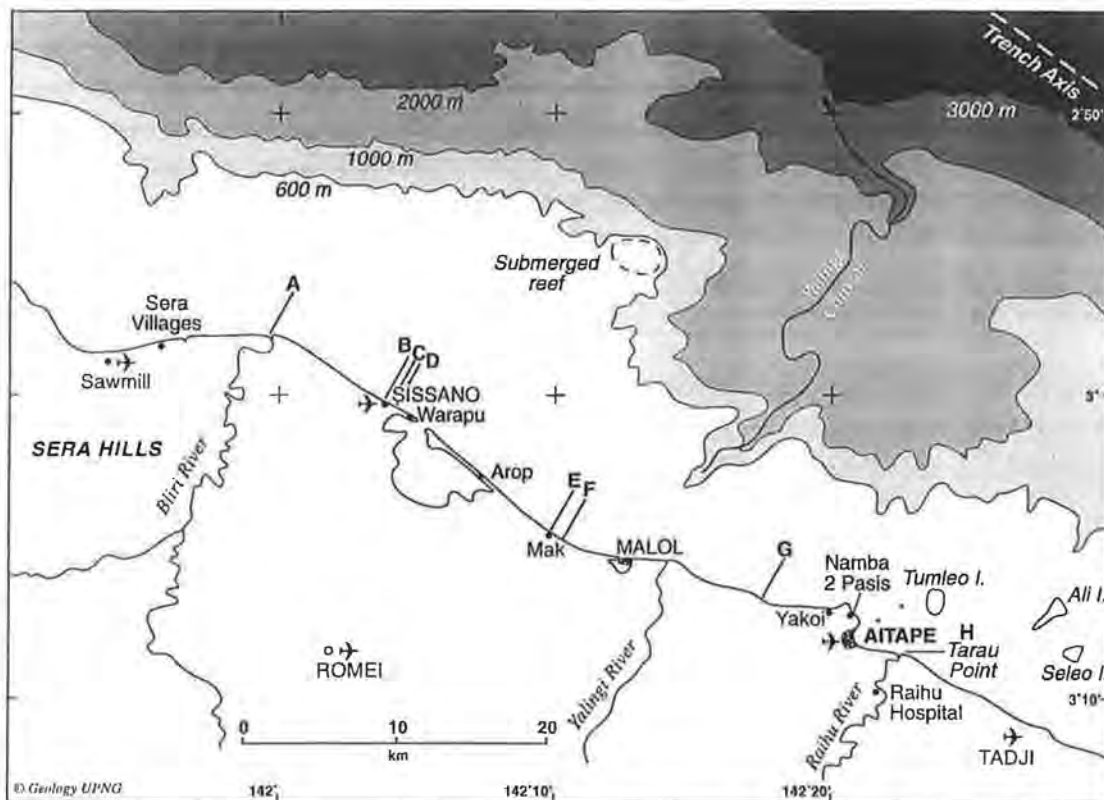 Trench Axis
2000 m
3000 m
2°50'
1000 m
600 m
Submerged
reef
Yalingi
A
Sera
Villages
Sawmill
B
C
D
SISSANO
Warapu
3°
SERA HILLS
Bliri River
Arop
E F
Mak
MALOL
G
Namba
2 Pasis
Tumleo I.
Ali I.
Yakoi
AITAPE
H
Tarau
Point
Seleo I.
ROMEI
Yalingi River
Raihu River
Raihu
Hospital
3°10'
0
10
20
km
TADJI
© Geology UPNG
142°
142°10
142°20